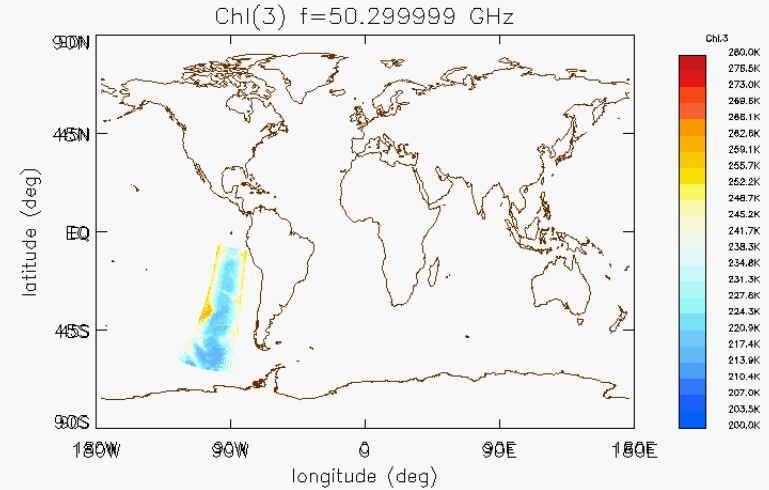 Chl(3) f=50.299999 GHz
Chl.3
90N
45N
EQ
45S
90S
latitude (deg)
180W
90W
0
90E
180E
longitude (deg)
280.0K
276.5K
273.0K
269.5K
266.1K
262.6K
259.1K
255.7K
252.2K
248.7K
245.2K
241.7K
238.3K
234.8K
231.3K
227.8K
224.3K
220.9K
217.4K
213.9K
210.4K
207.0K
203.5K
200.0K